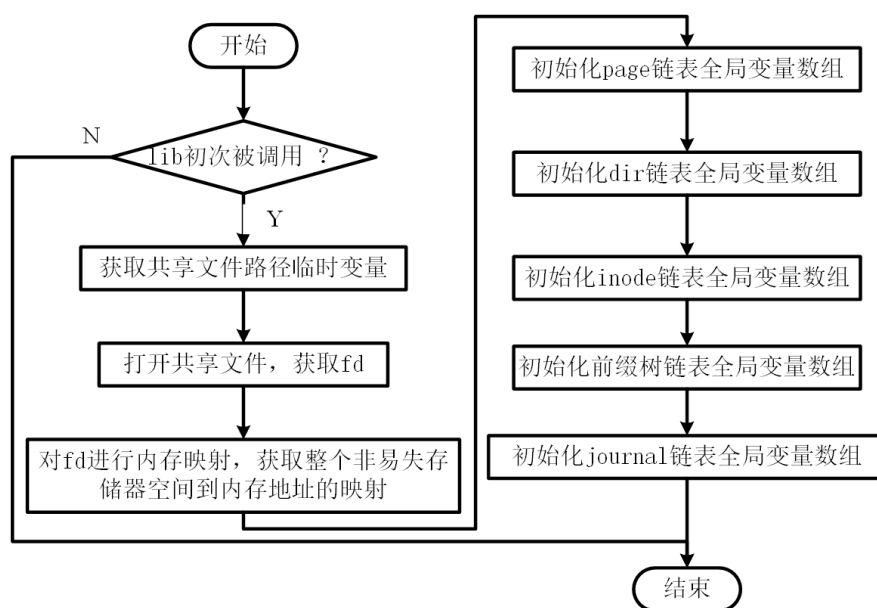 开始
N
lib初次被调用 ？
Y
获取共享文件路径临时变量
打开共享文件，获取fd
对fd进行内存映射，获取整个非易失存
储器空间到内存地址的映射
初始化page链表全局变量数组
初始化dir链表全局变量数组
初始化inode链表全局变量数组
初始化前缀树链表全局变量数组
初始化journal链表全局变量数组
结束